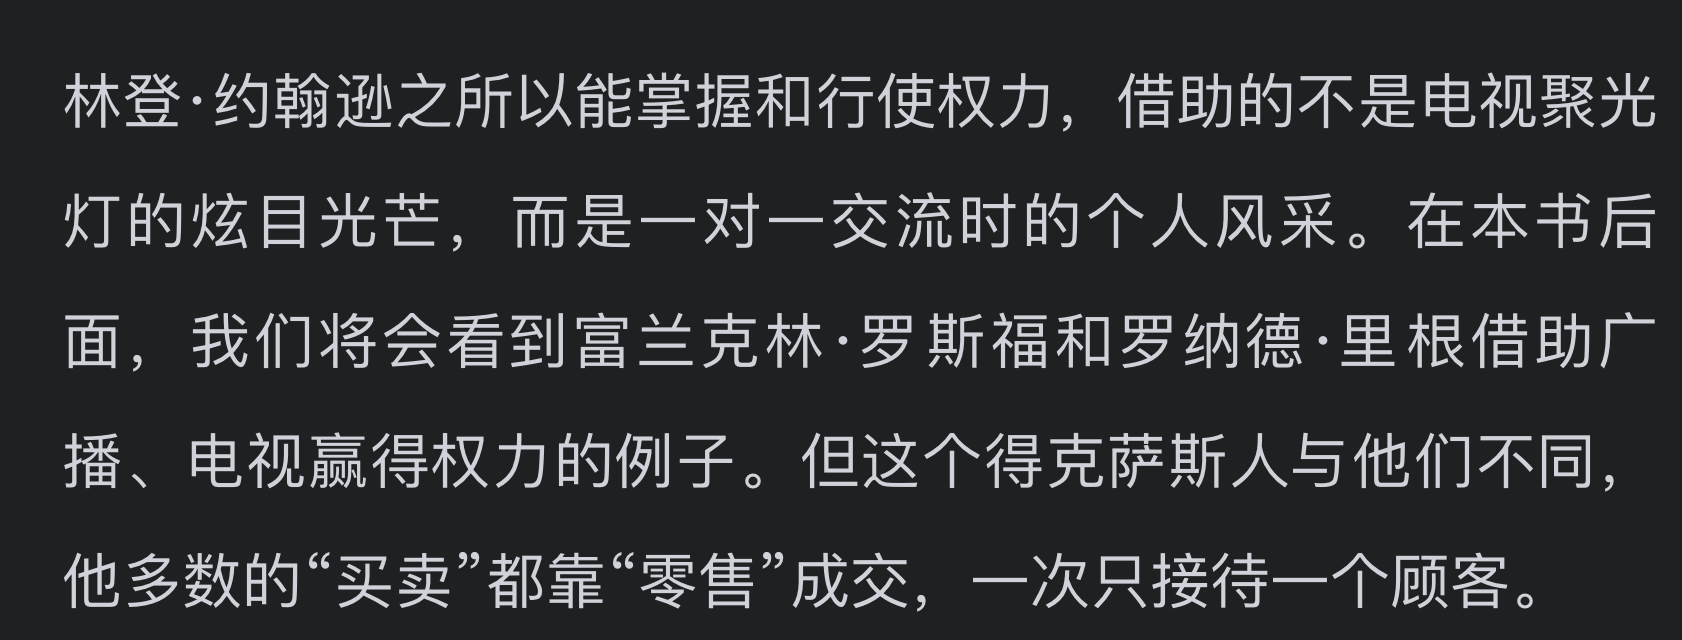 林登·约翰逊之所以能掌握和行使权力，借助的不是电视聚光
灯的炫目光芒，而是一对一交流时的个人风采。在本书后
面，我们将会看到富兰克林·罗斯福和罗纳德·里根借助广
播、电视赢得权力的例子。但这个得克萨斯人与他们不同，
他多数的“买卖”都靠“零售”成交，一次只接待一个顾客。